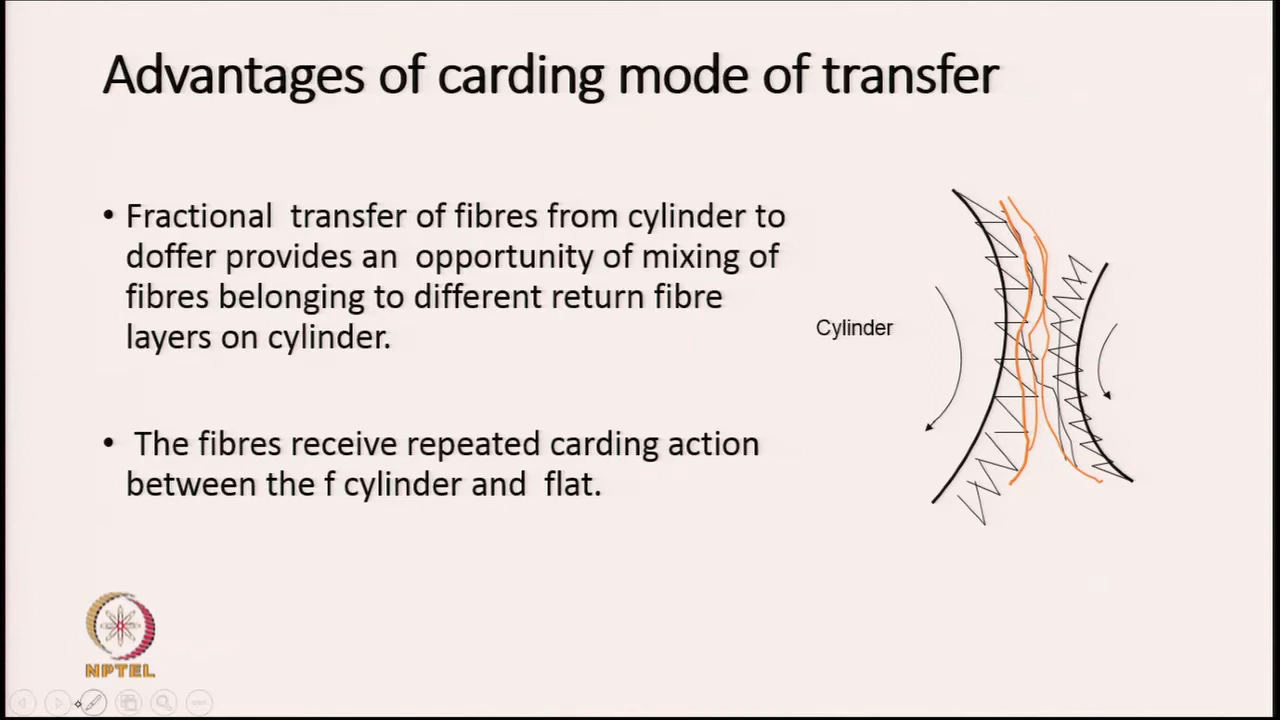 Advantages of carding mode of transfer
• Fractional transfer of fibres from cylinder to
doffer provides an opportunity of mixing of
fibres belonging to different return fibre
layers on cylinder.
Cylinder
• The fibres receive repeated carding action
between the f cylinder and flat.
NPTEL